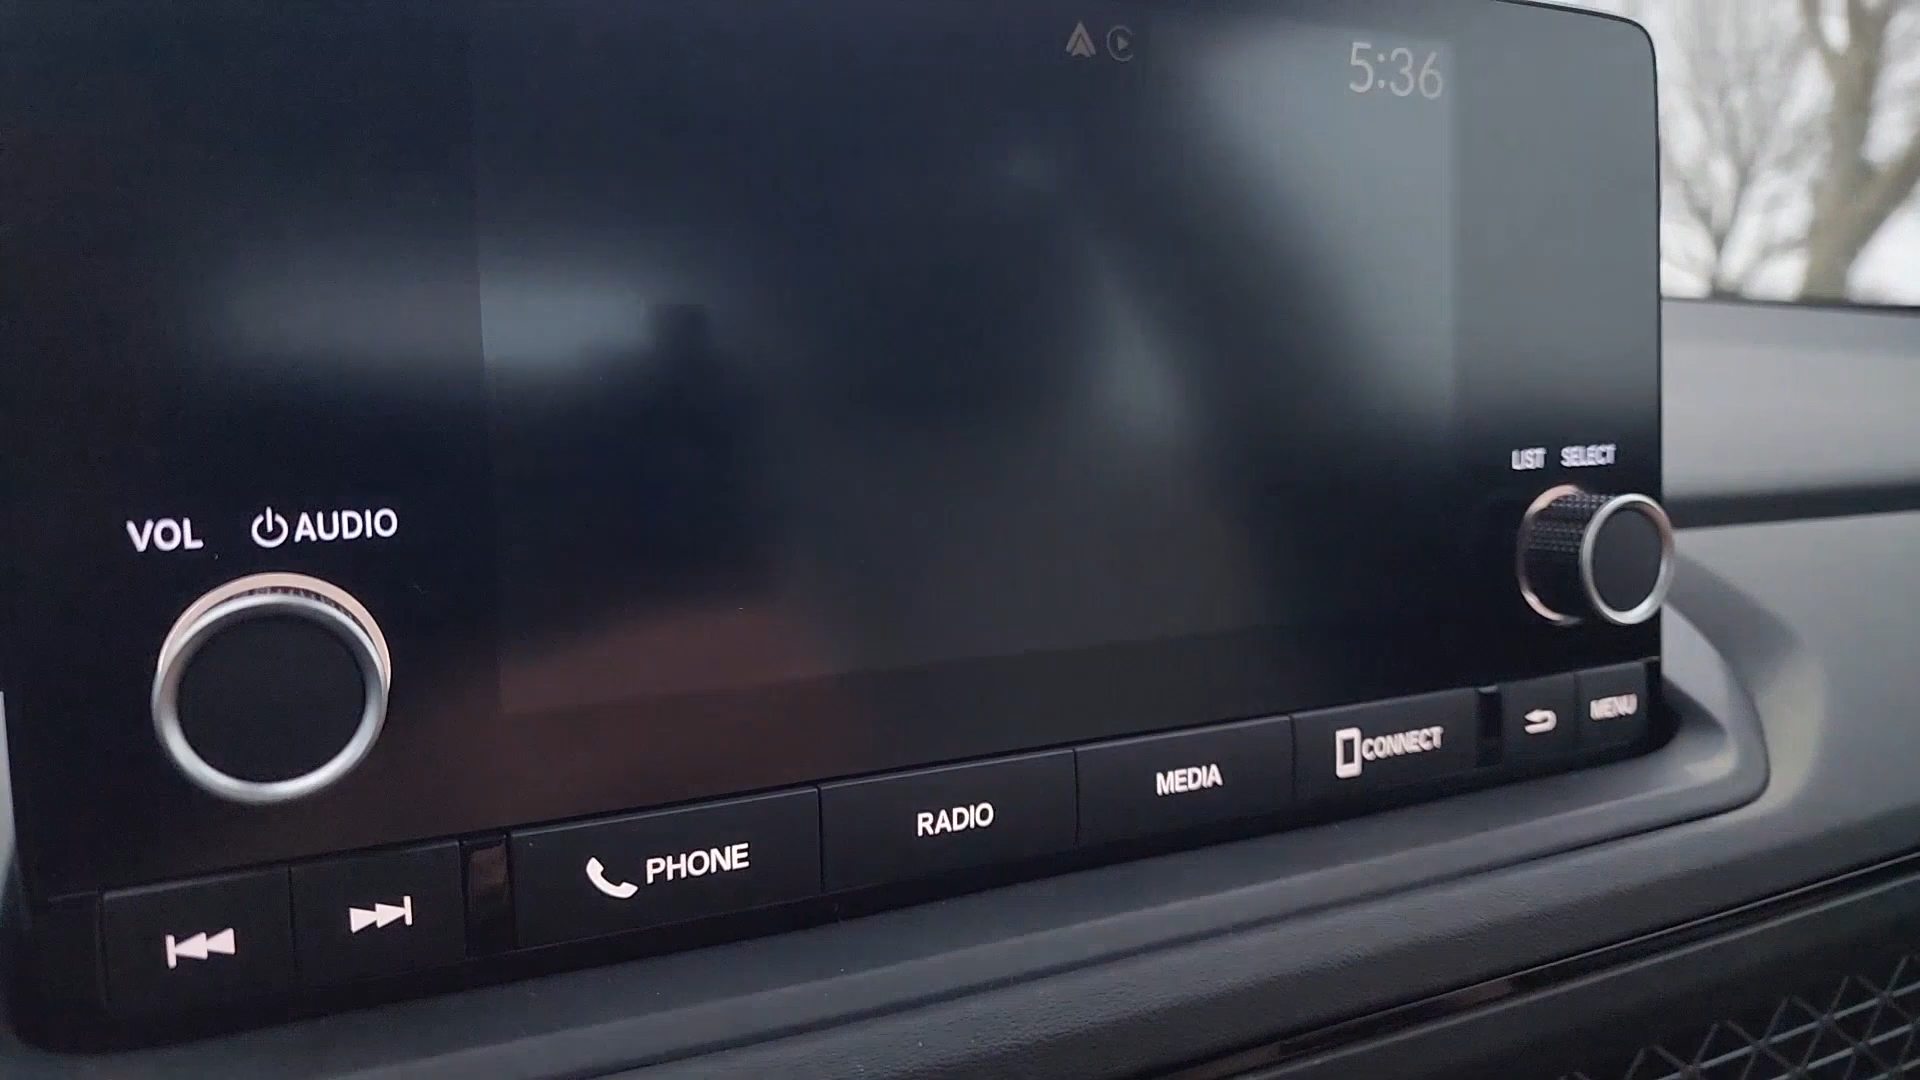 5:36
LIST SELECT
VOL AUDIO
MENU
CONNECT
MEDIA
RADIO
PHONE